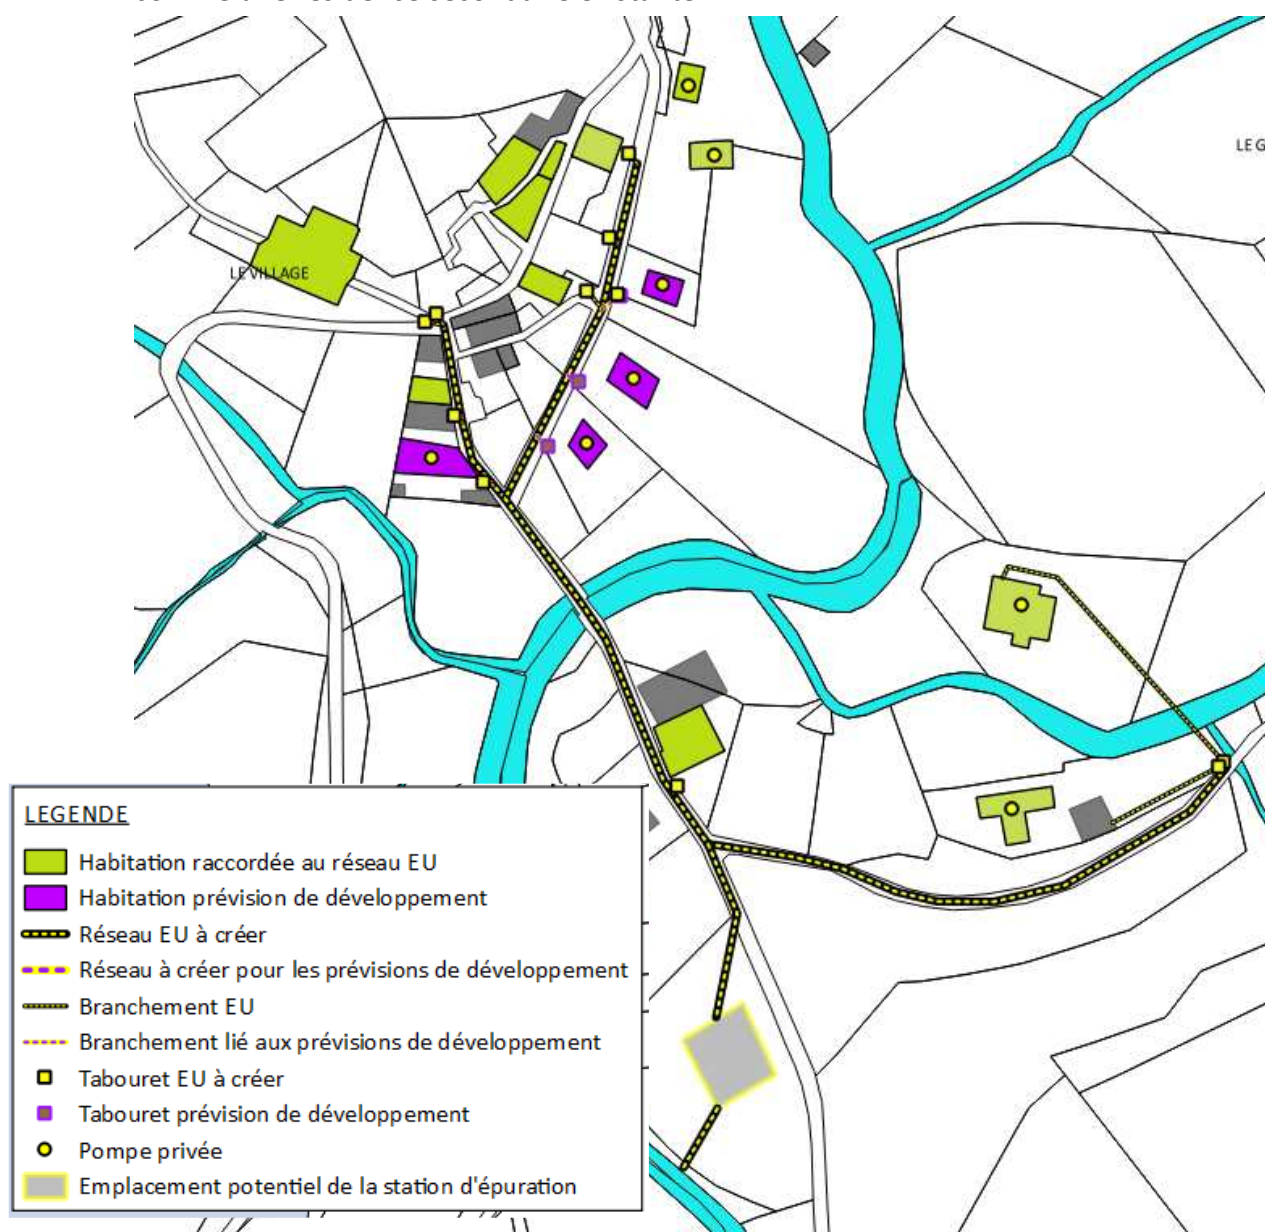 LE G
LE VILLAGE
LEGENDE
Habitation raccordée au réseau EU
Habitation prévision de développement
Réseau EU à créer
Réseau à créer pour les prévisions de développement
Branchement EU
Branchement lié aux prévisions de développement
Tabouret EU à créer
Tabouret prévision de développement
Pompe privée
Emplacement potentiel de la station d'épuration